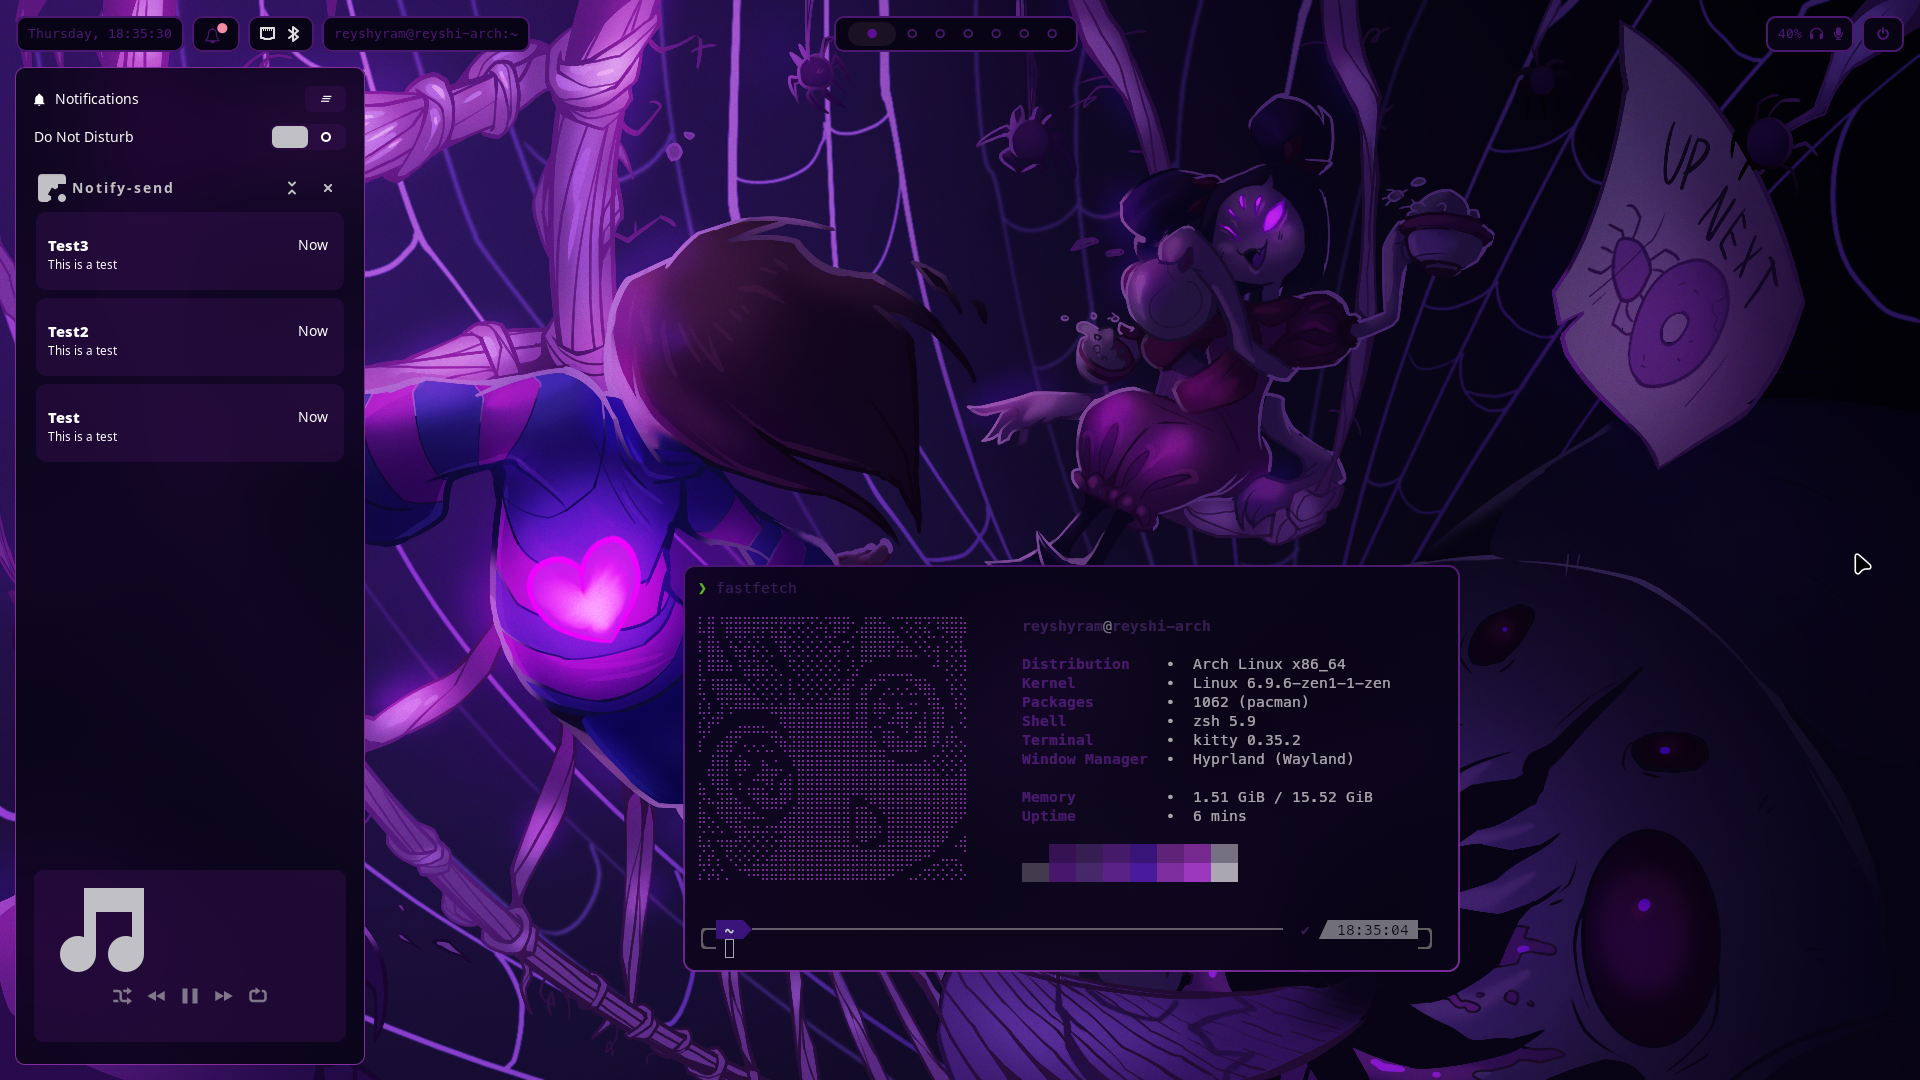 Thursday, 18:35:30
reyshyram@reyshi-arch:~
40%
Notifications
Do Not Disturb
Notify-send
Test3 Now
This is a test
Test2 Now
This is a test
Test Now
This is a test
UP
NEXT
❯ fastfetch
reyshyram@reyshi-arch
Distribution • Arch Linux x86_64
Kernel • Linux 6.9.6-zen1-1-zen
Packages • 1062 (pacman)
Shell • zsh 5.9
Terminal • kitty 0.35.2
Window Manager • Hyprland (Wayland)
Memory • 1.51 GiB / 15.52 GiB
Uptime • 6 mins
~ ✓ 18:35:04